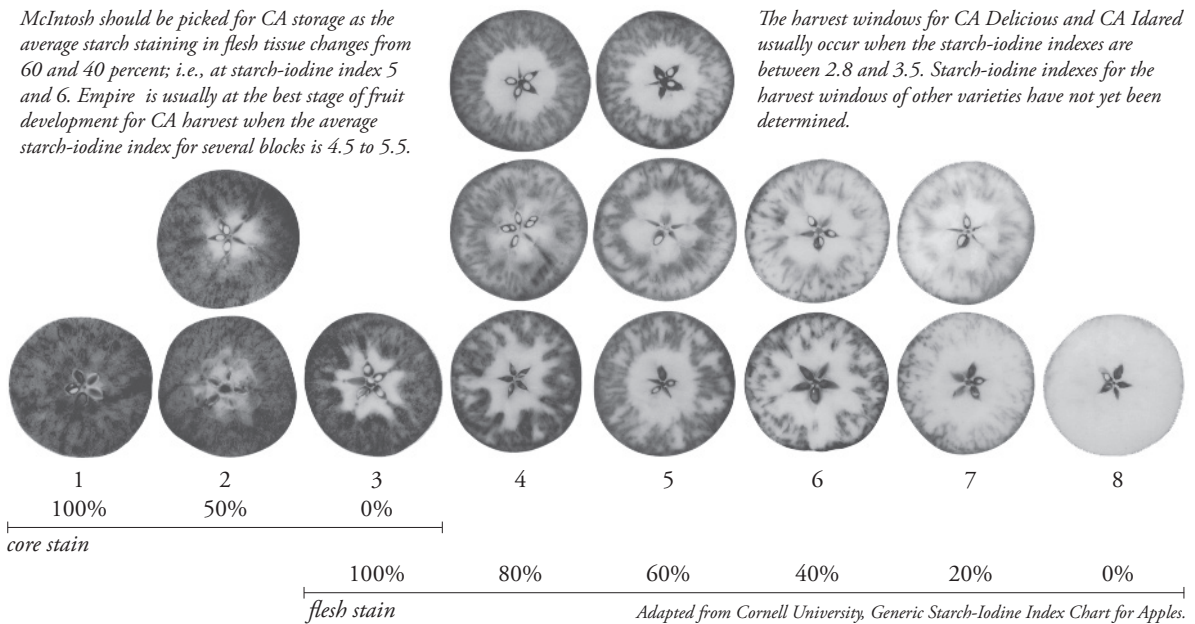 McIntosh should be picked for CA storage as the
average starch staining in flesh tissue changes from
60 and 40 percent; i.e., at starch-iodine index 5
and 6. Empire is usually at the best stage of fruit
development for CA harvest when the average
starch-iodine index for several blocks is 4.5 to 5.5.
The harvest windows for CA Delicious and CA Idared
usually occur when the starch-iodine indexes are
between 2.8 and 3.5. Starch-iodine indexes for the
harvest windows of other varieties have not yet been
determined.
1 2 3 4 5 6 7 8
100% 50% 0%
core stain
100% 80% 60% 40% 20% 0%
flesh stain
Adapted from Cornell University, Generic Starch-Iodine Index Chart for Apples.